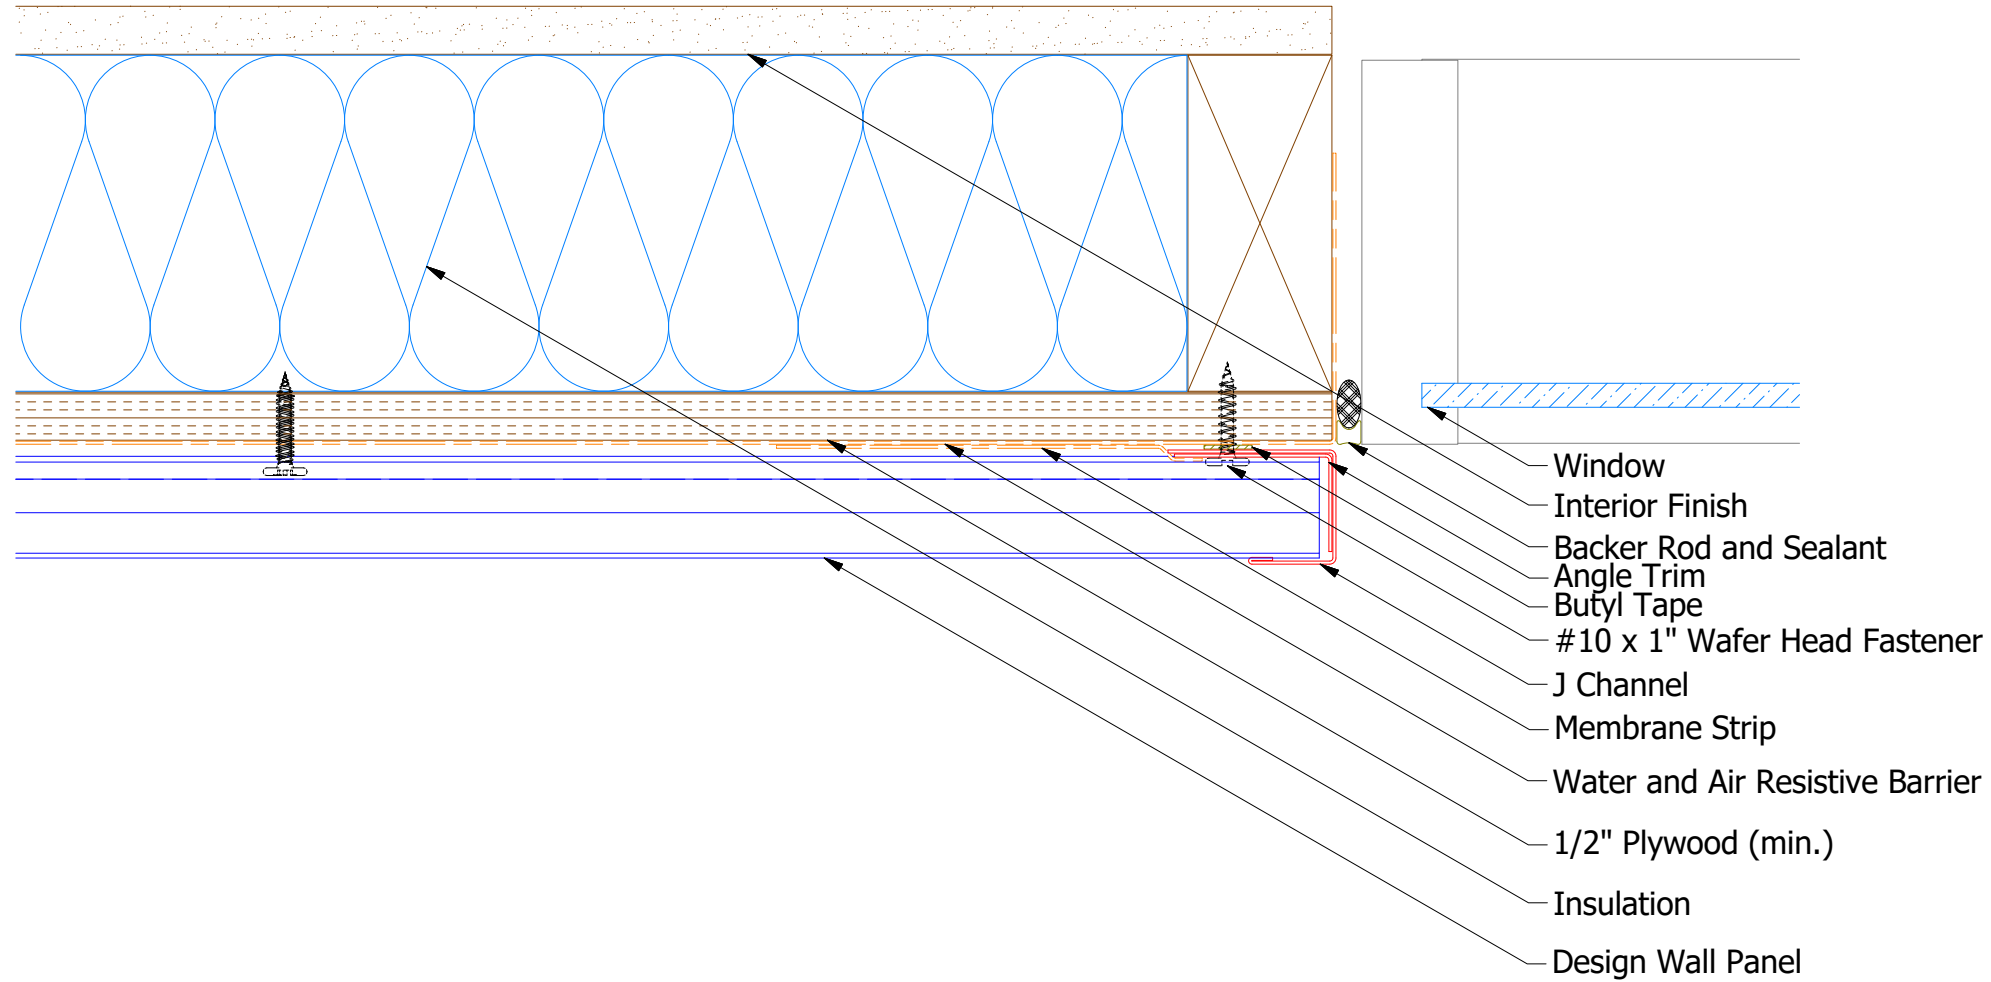 Window
Interior Finish
Backer Rod and Sealant
Angle Trim
Butyl Tape
#10 x 1" Wafer Head Fastener
J Channel
Membrane Strip
Water and Air Resistive Barrier
1/2" Plywood (min.)
Insulation
Design Wall Panel